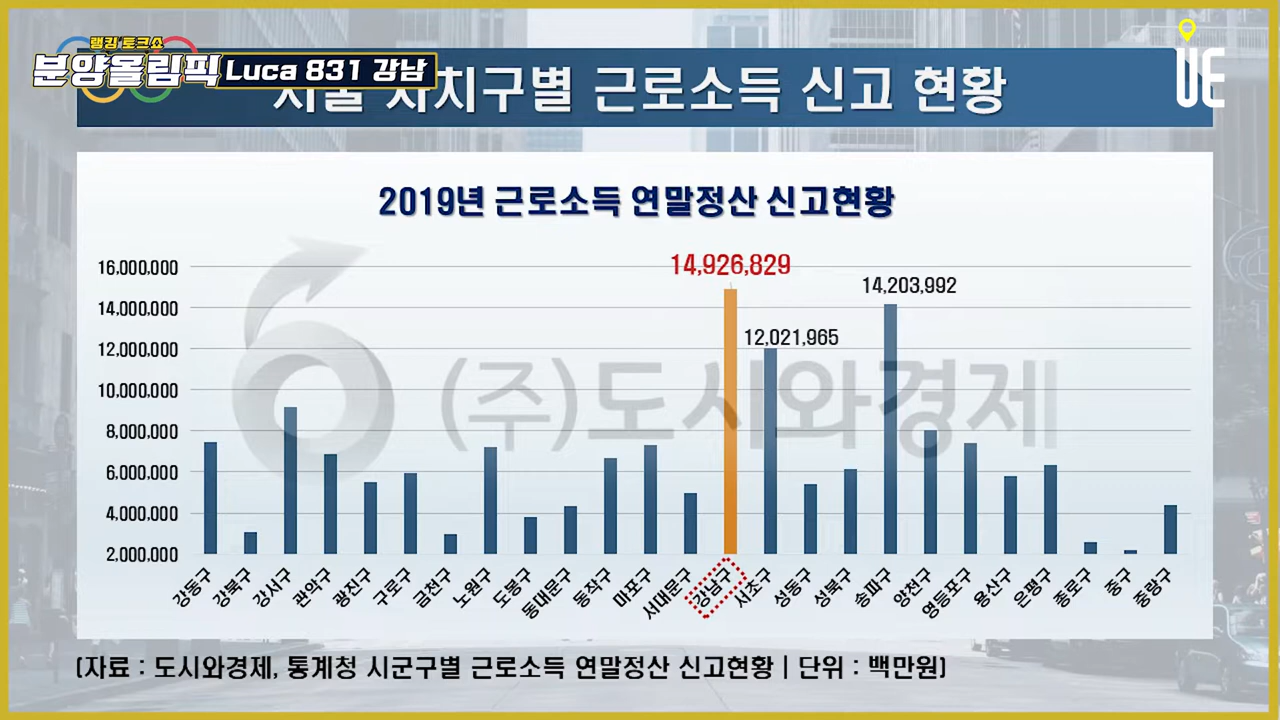 랭킹 토크쇼
분양올림픽 Luca 831 강남
UE
자치구별 근로소득 신고 현황
2019년 근로소득 연말정산 신고현황
16.000.000
14.000.000
12.000.000
10.000.000
8.000.000
6.000.000
4.000.000
2.000.000
14,926,829
12,021,965
14,203,992
(주)도시와경제
강동구
강북구
강서구
관악구
광진구
구로구
금천구
노원구
도봉구
동대문구
동작구
마포구
서대문구
강남구
서초구
성동구
성북구
송파구
양천구
영등포구
용산구
은평구
종로구
중구
중랑구
(자료 : 도시와경제, 통계청 시군구별 근로소득 연말정산 신고현황 | 단위 : 백만원)